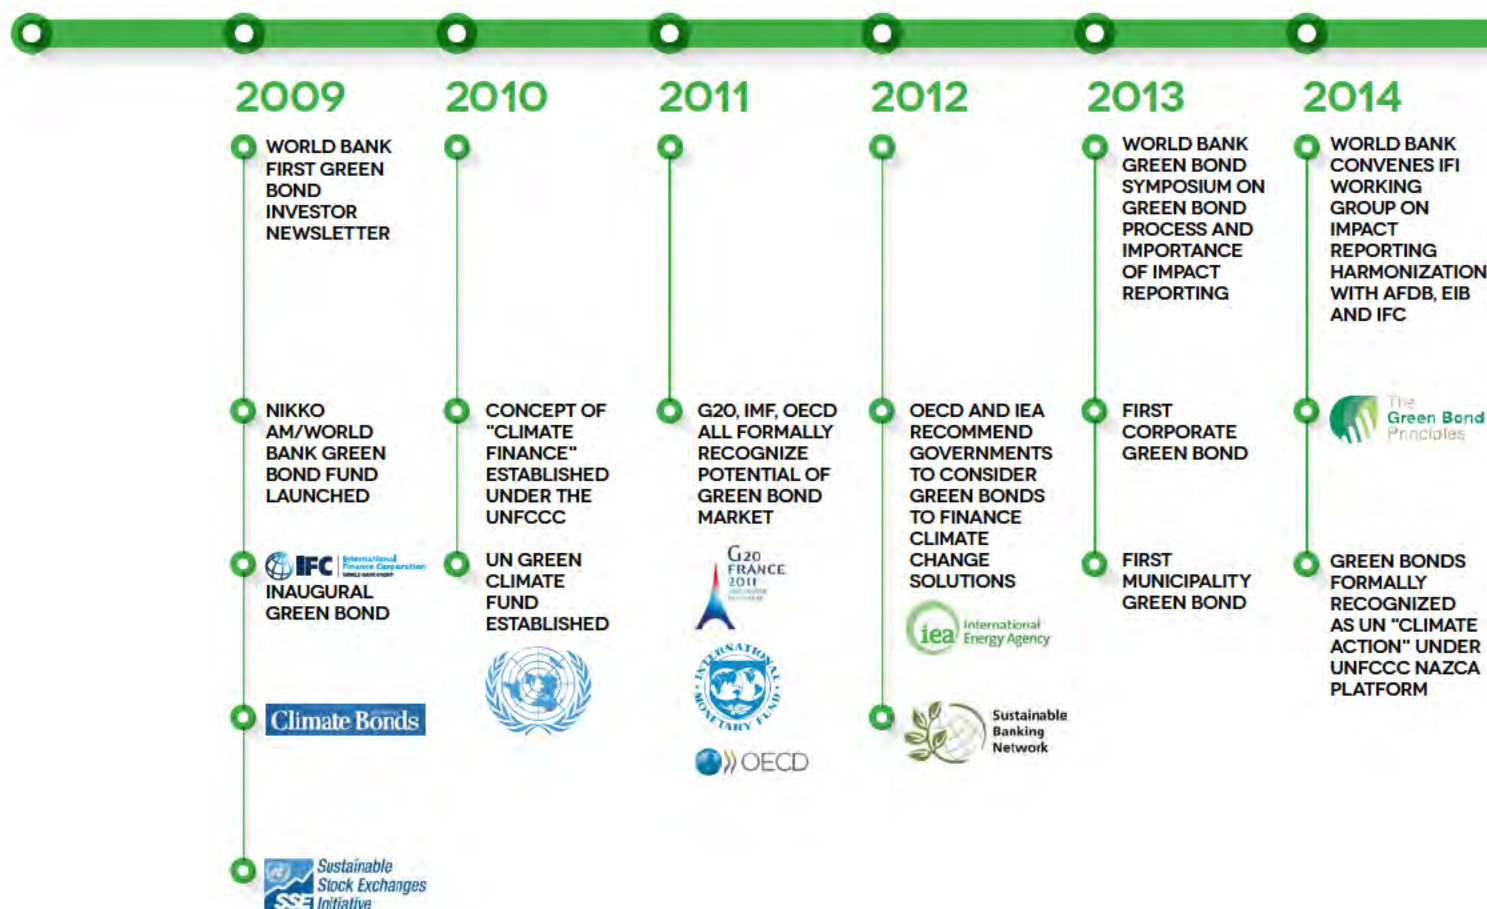 2009
WORLD BANK
FIRST GREEN
BOND
INVESTOR
NEWSLETTER
NIKKO
AM/WORLD
BANK GREEN
BOND FUND
LAUNCHED
IFC
International
Finance Corporation
WORLD BANK GROUP
INAUGURAL
GREEN BOND
Climate Bonds
Sustainable
Stock Exchanges
SSE Initiative
2010
CONCEPT OF
"CLIMATE
FINANCE"
ESTABLISHED
UNDER THE
UNFCCC
UN GREEN
CLIMATE
FUND
ESTABLISHED
2011
G20, IMF, OECD
ALL FORMALLY
RECOGNIZE
POTENTIAL OF
GREEN BOND
MARKET
G20
FRANCE
2011
INTERNATIONAL
MONETARY FUND
OECD
2012
OECD AND IEA
RECOMMEND
GOVERNMENTS
TO CONSIDER
GREEN BONDS
TO FINANCE
CLIMATE
CHANGE
SOLUTIONS
iea
International
Energy Agency
Sustainable
Banking
Network
2013
WORLD BANK
GREEN BOND
SYMPOSIUM ON
GREEN BOND
PROCESS AND
IMPORTANCE
OF IMPACT
REPORTING
FIRST
CORPORATE
GREEN BOND
FIRST
MUNICIPALITY
GREEN BOND
2014
WORLD BANK
CONVENES IFI
WORKING
GROUP ON
IMPACT
REPORTING
HARMONIZATION
WITH AFDB, EIB
AND IFC
The
Green Bond
Principles
GREEN BONDS
FORMALLY
RECOGNIZED
AS UN "CLIMATE
ACTION" UNDER
UNFCCC NAZCA
PLATFORM